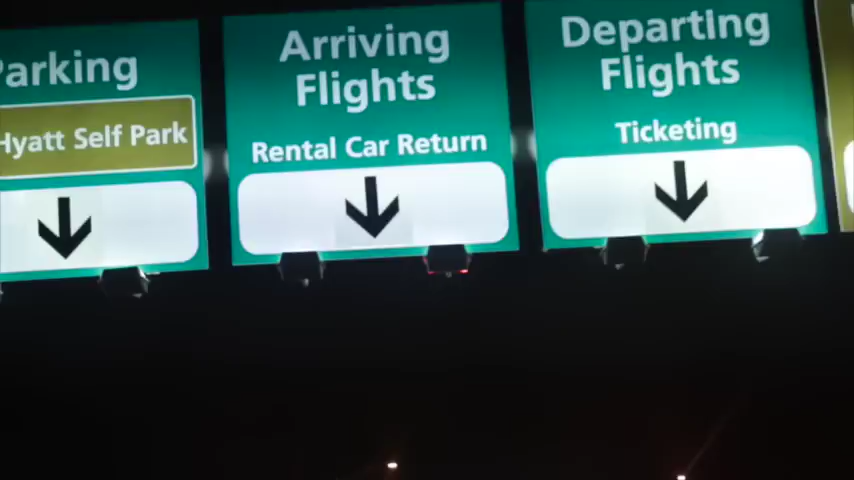 Parking
Hyatt Self Park
Arriving
Flights
Rental Car Return
Departing
Flights
Ticketing